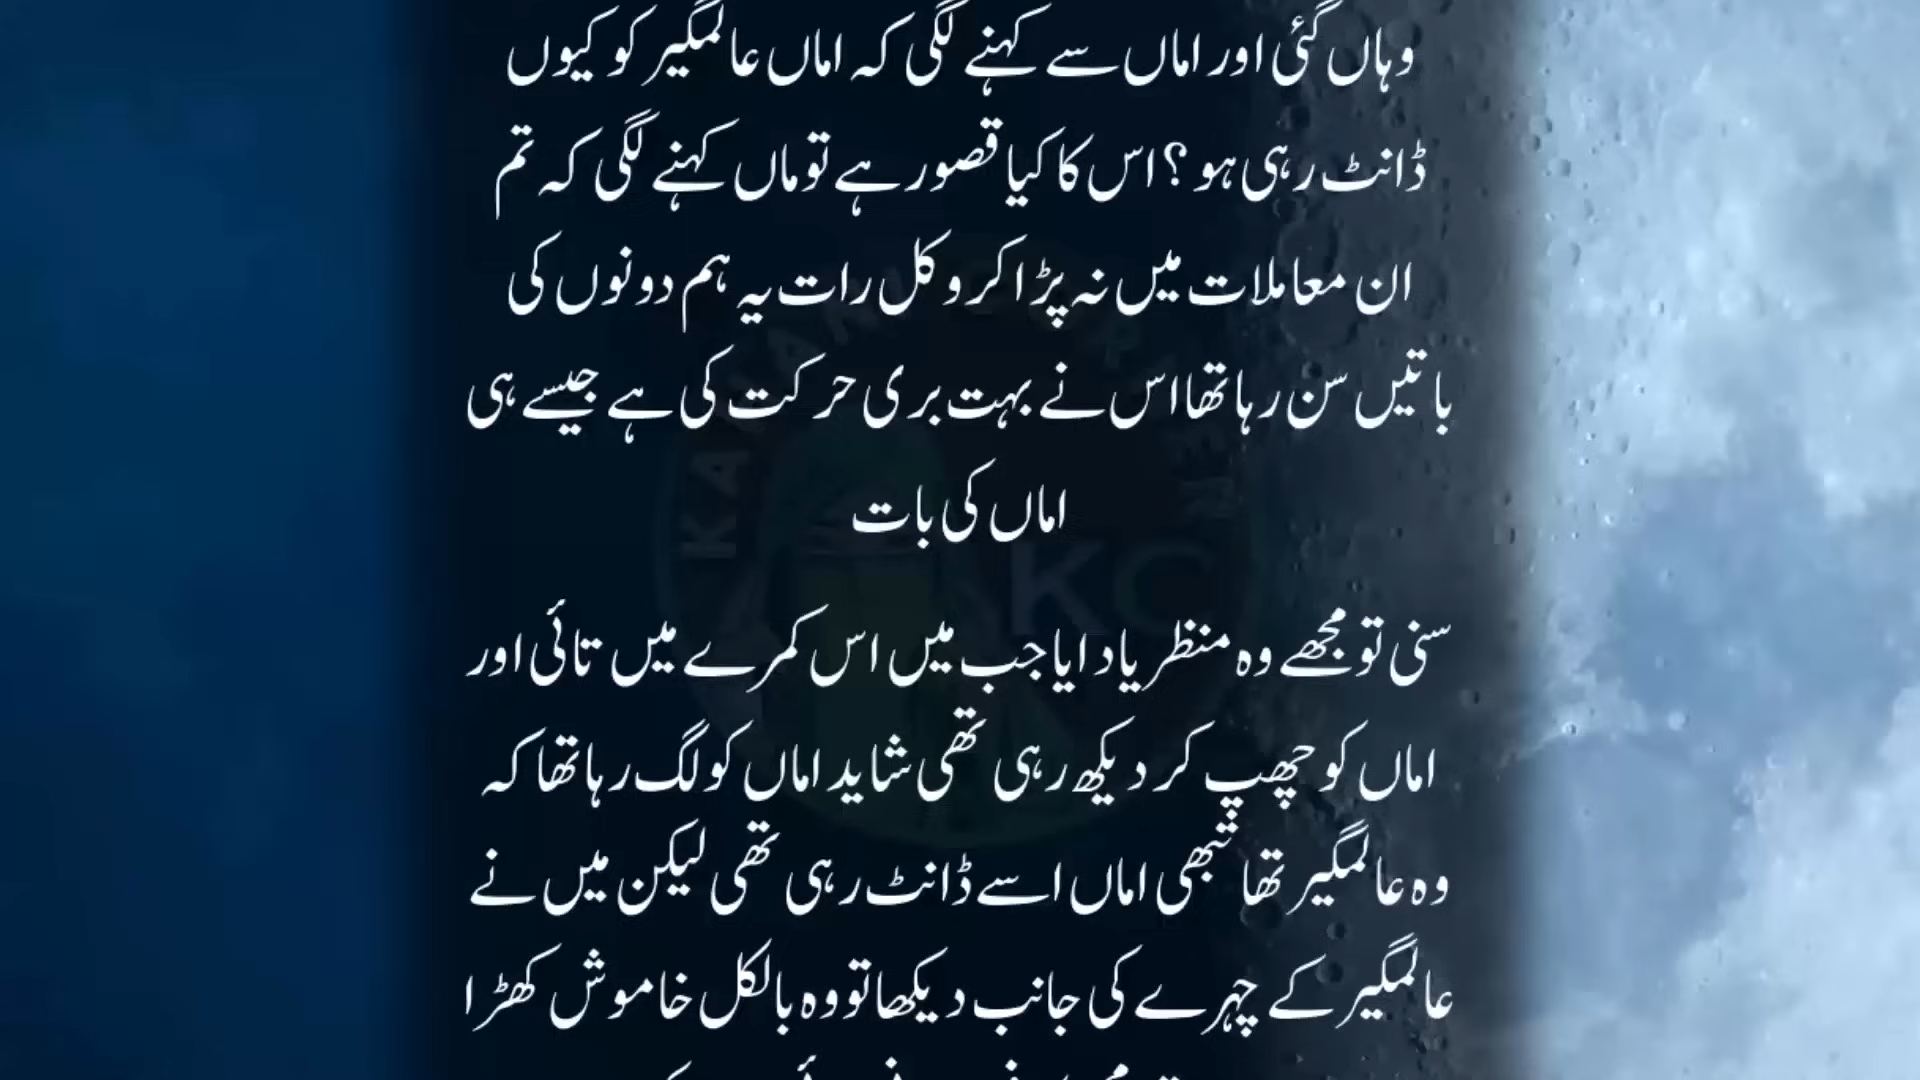 وہاں گئی اور اماں سے کہنے لگی کہ اماں عالمگیر کو کیوں
ڈانٹ رہی ہو ؟ اس کا کیا قصور ہے تو ماں کہنے لگی کہ تم
ان معاملات میں نہ پڑا کرو کل رات یہ ہم دونوں کی
باتیں سن رہا تھا اس نے بہت بری حرکت کی ہے جیسے ہی
اماں کی بات
سنی تو مجھے وہ منظر یاد ایا جب میں اس کمرے میں تائی اور
اماں کو چھپ کر دیکھ رہی تھی شاید اماں کو لگ رہا تھا کہ
وہ عالمگیر تھا تبھی اماں اسے ڈانٹ رہی تھی لیکن میں نے
عالمگیر کے چہرے کی جانب دیکھا تو وہ بالکل خاموش کھڑا
KC